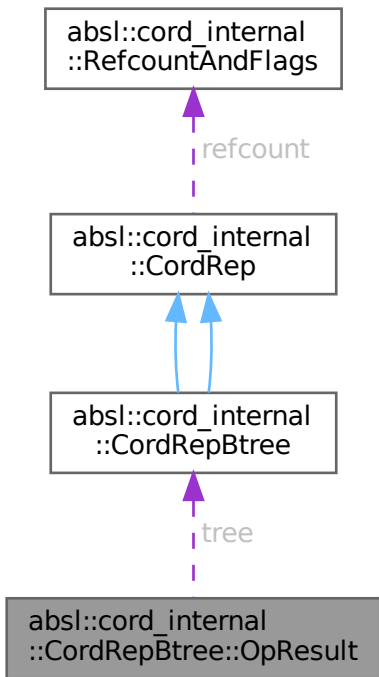 absl::cord_internal
::RefcountAndFlags
refcount
absl::cord_internal
::CordRep
absl::cord_internal
::CordRepBtree
tree
absl::cord_internal
::CordRepBtree::OpResult